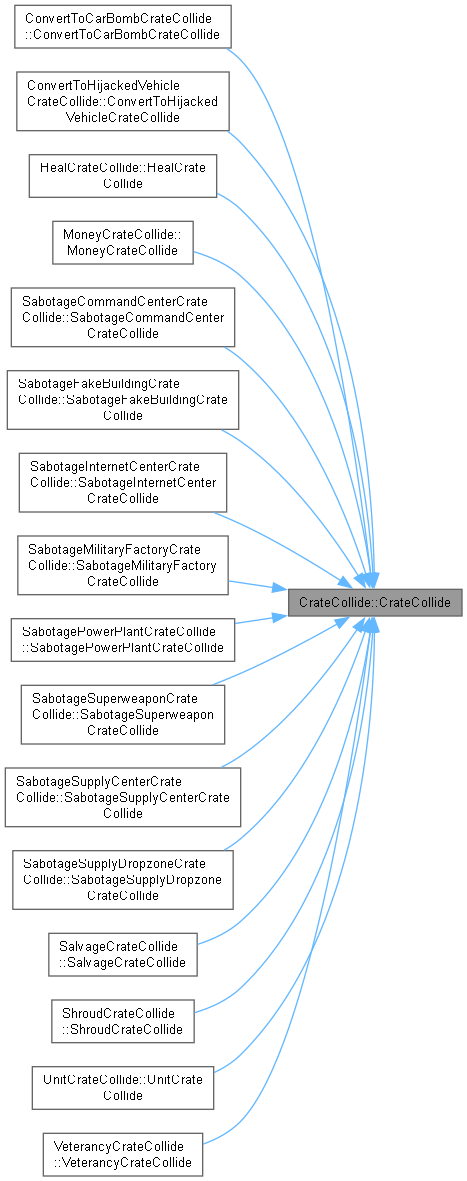 ConvertToCarBombCrateCollide
::ConvertToCarBombCrateCollide
ConvertToHijackedVehicle
CrateCollide::ConvertToHijacked
VehicleCrateCollide
HealCrateCollide::HealCrate
Collide
MoneyCrateCollide::
MoneyCrateCollide
SabotageCommandCenterCrate
Collide::SabotageCommandCenter
CrateCollide
SabotageFakeBuildingCrate
Collide::SabotageFakeBuildingCrate
Collide
SabotageInternetCenterCrate
Collide::SabotageInternetCenter
CrateCollide
SabotageMilitaryFactoryCrate
Collide::SabotageMilitaryFactory
CrateCollide
CrateCollide::CrateCollide
SabotagePowerPlantCrateCollide
::SabotagePowerPlantCrateCollide
SabotageSuperweaponCrate
Collide::SabotageSuperweapon
CrateCollide
SabotageSupplyCenterCrate
Collide::SabotageSupplyCenterCrate
Collide
SabotageSupplyDropzoneCrate
Collide::SabotageSupplyDropzone
CrateCollide
SalvageCrateCollide
::SalvageCrateCollide
ShroudCrateCollide
::ShroudCrateCollide
UnitCrateCollide::UnitCrate
Collide
VeterancyCrateCollide
::VeterancyCrateCollide